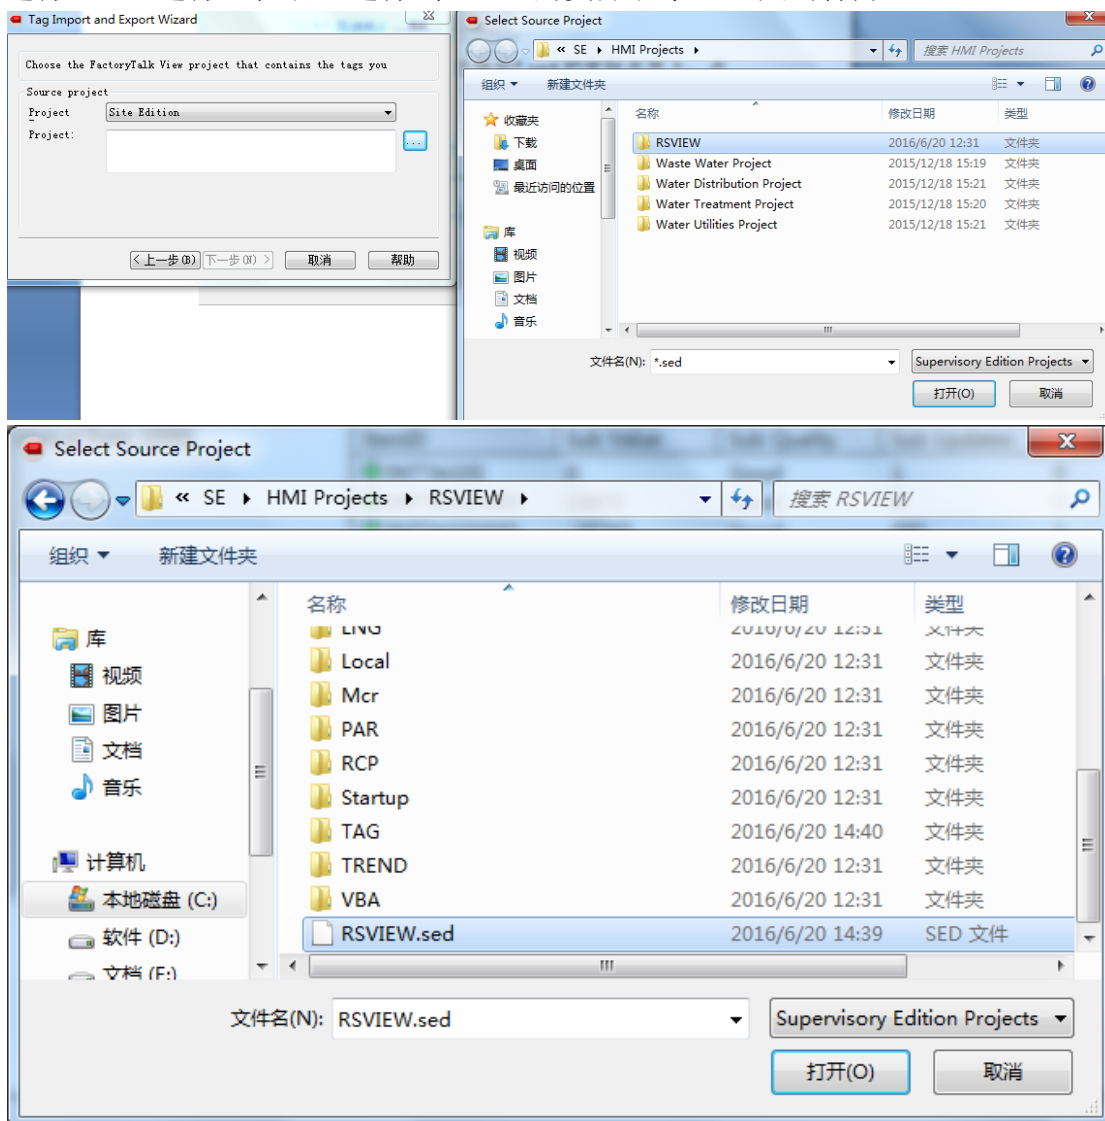 Tag Import and Export Wizard
Choose the FactoryTalk View project that contains the tags you
Source project
Project Site Edition
Project:
...
< 上一步(B) 下一步(N) > 取消 帮助
Select Source Project
« SE HMI Projects 搜索 HMI Projects
组织 新建文件夹
收藏夹
下载
桌面
最近访问的位置
库
视频
图片
文档
音乐
名称 修改日期 类型
RSVIEW 2016/6/20 12:31 文件夹
Waste Water Project 2015/12/18 15:19 文件夹
Water Distribution Project 2015/12/18 15:21 文件夹
Water Treatment Project 2015/12/18 15:20 文件夹
Water Utilities Project 2015/12/18 15:21 文件夹
文件名(N): *.sed Supervisory Edition Projects
打开(O) 取消
Select Source Project
« SE HMI Projects RSVIEW 搜索 RSVIEW
组织 新建文件夹
库
视频
图片
文档
音乐
计算机
本地磁盘 (C:)
软件 (D:)
文档 (E:)
名称 修改日期 类型
LNG 2016/6/20 12:31 文件夹
Local 2016/6/20 12:31 文件夹
Mcr 2016/6/20 12:31 文件夹
PAR 2016/6/20 12:31 文件夹
RCP 2016/6/20 12:31 文件夹
Startup 2016/6/20 12:31 文件夹
TAG 2016/6/20 14:40 文件夹
TREND 2016/6/20 12:31 文件夹
VBA 2016/6/20 12:31 文件夹
RSVIEW.sed 2016/6/20 14:39 SED 文件
文件名(N): RSVIEW.sed Supervisory Edition Projects
打开(O) 取消